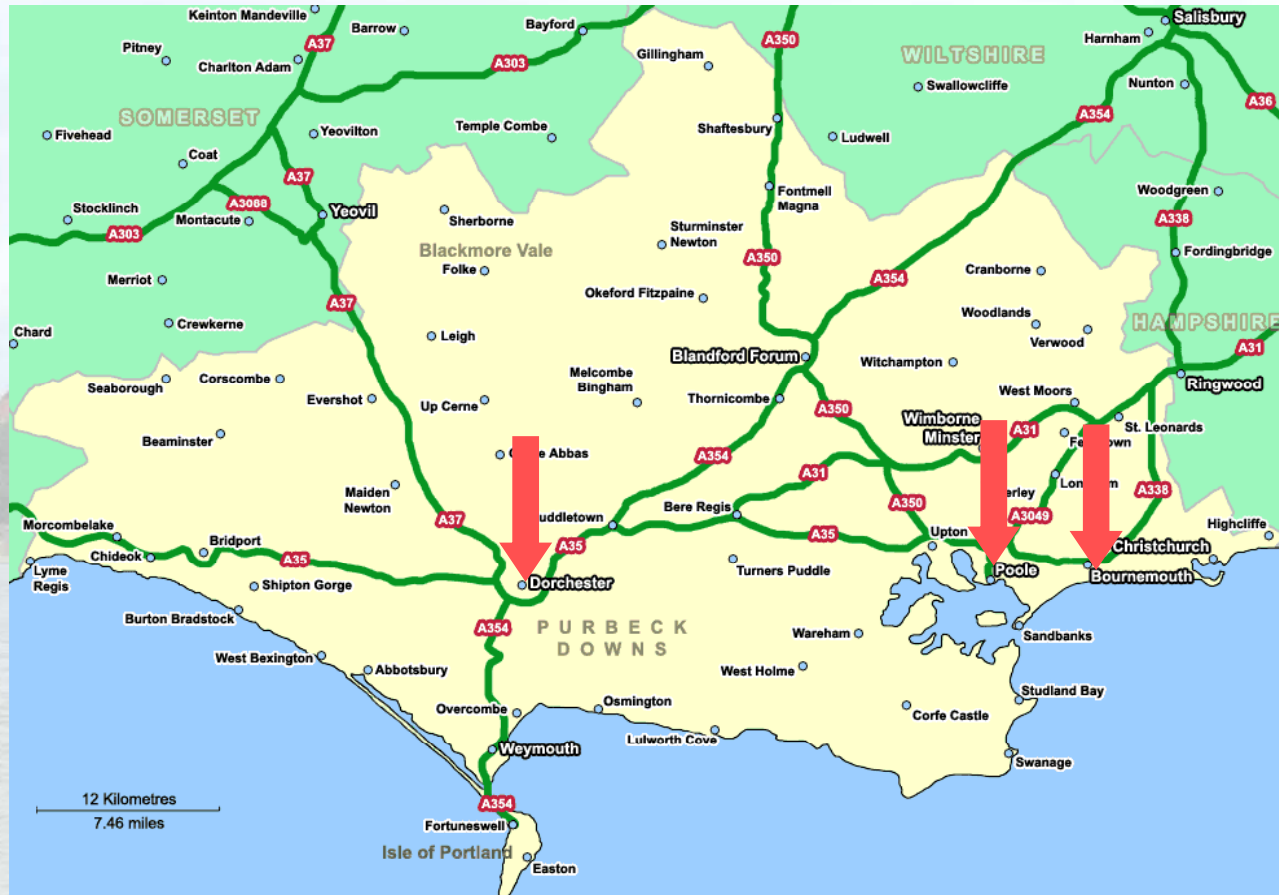 Keinton Mandeville
Salisbury
A37
Barrow
Bayford
A350
Harnham
Pitney
Gillingham
WILTSHIRE
Charlton Adam
A303
Swallowcliffe
Nunton
A36
SOMERSET
A354
Fivehead
Yeovilton
Temple Combe
Shaftesbury
Ludwell
Coat
A37
Woodgreen
Fontmell
Magna
A3088
Stocklinch
Montacute
Yeovil
Sherborne
A338
A303
Sturminster
Newton
Blackmore Vale
A350
Fordingbridge
Folke
Cranborne
Merriot
A354
Okeford Fitzpaine
A37
Woodlands
Verwood
HAMPSHIRE
Crewkerne
Chard
Leigh
A31
Blandford Forum
Witchampton
Seaborough
Corscombe
Melcombe
Bingham
Ringwood
Evershot
Up Cerne
Thornicombe
West Moors
A350
Wimborne
Minster
St. Leonards
Beaminster
A31
Abbas
A354
A31
Maiden
Newton
A338
A350
Bere Regis
Morcombelake
A37
A3049
Highcliffe
Bridport
A35
A35
Upton
Chideok
A35
Christchurch
Lyme
Regis
Turners Puddle
Poole
Bournemouth
Shipton Gorge
Dorchester
Burton Bradstock
A354
PURBECK
DOWNS
Wareham
Sandbanks
West Bexington
Abbotsbury
West Holme
Studland Bay
Overcombe
Osmington
Corfe Castle
Lulworth Cove
Weymouth
Swanage
12 Kilometres
7.46 miles
A354
Fortuneswell
Isle of Portland
Easton